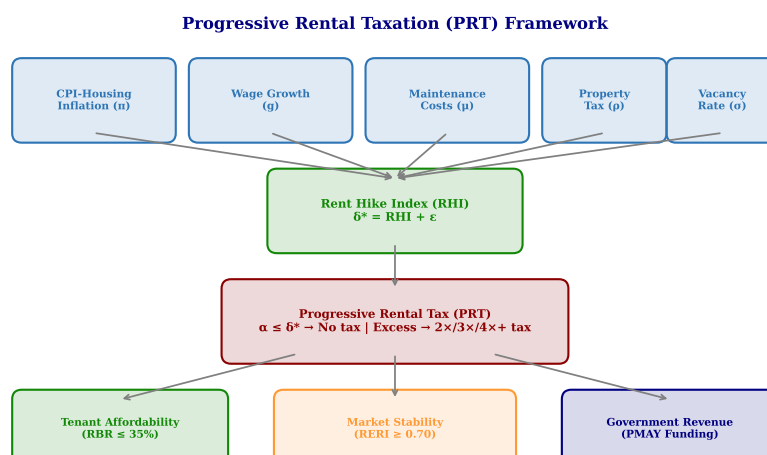 Progressive Rental Taxation (PRT) Framework
CPI-Housing
Inflation (π)
Wage Growth
(g)
Maintenance
Costs (μ)
Property
Tax (ρ)
Vacancy
Rate (σ)
Rent Hike Index (RHI)
δ* = RHI + ε
Progressive Rental Tax (PRT)
α ≤ δ* → No tax | Excess → 2×/3×/4×+ tax
Tenant Affordability
(RBR ≤ 35%)
Market Stability
(RERI ≥ 0.70)
Government Revenue
(PMAY Funding)